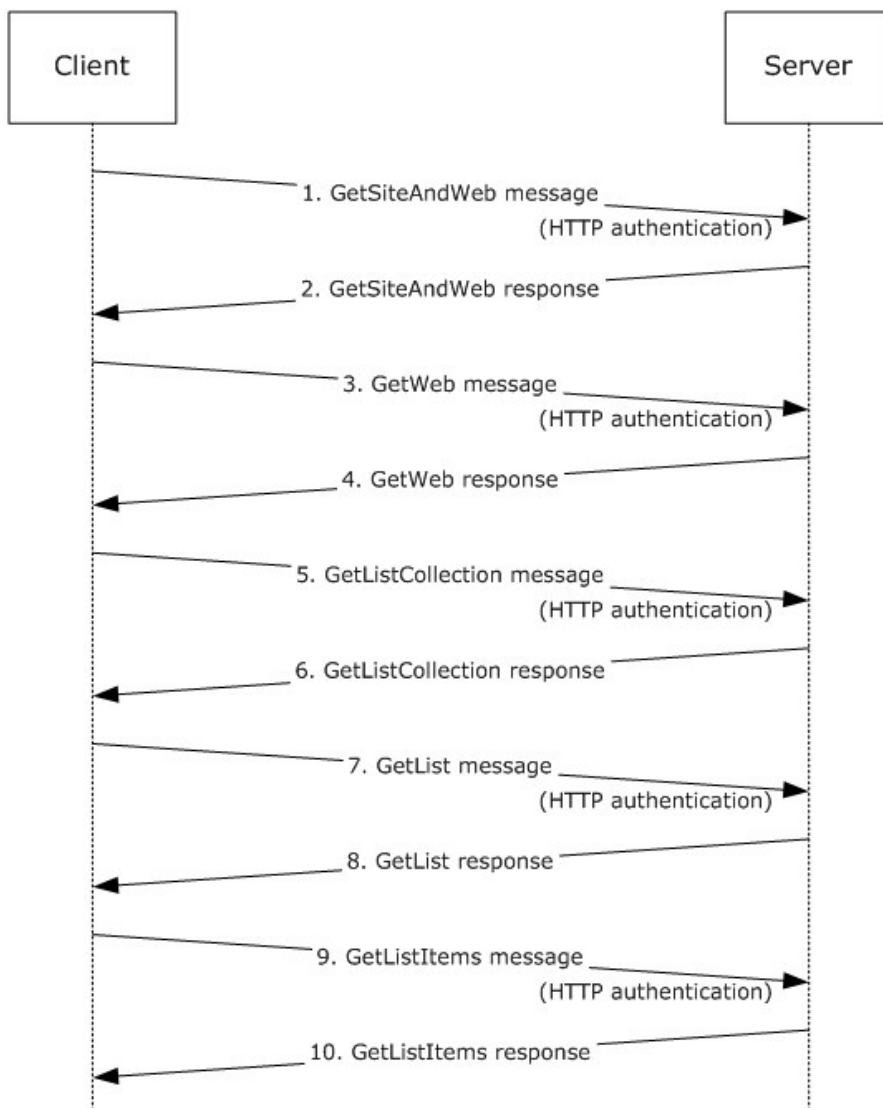 Client
Server
1. GetSiteAndWeb message
(HTTP authentication)
2. GetSiteAndWeb response
3. GetWeb message
(HTTP authentication)
4. GetWeb response
5. GetListCollection message
(HTTP authentication)
6. GetListCollection response
7. GetList message
(HTTP authentication)
8. GetList response
9. GetListItems message
(HTTP authentication)
10. GetListItems response